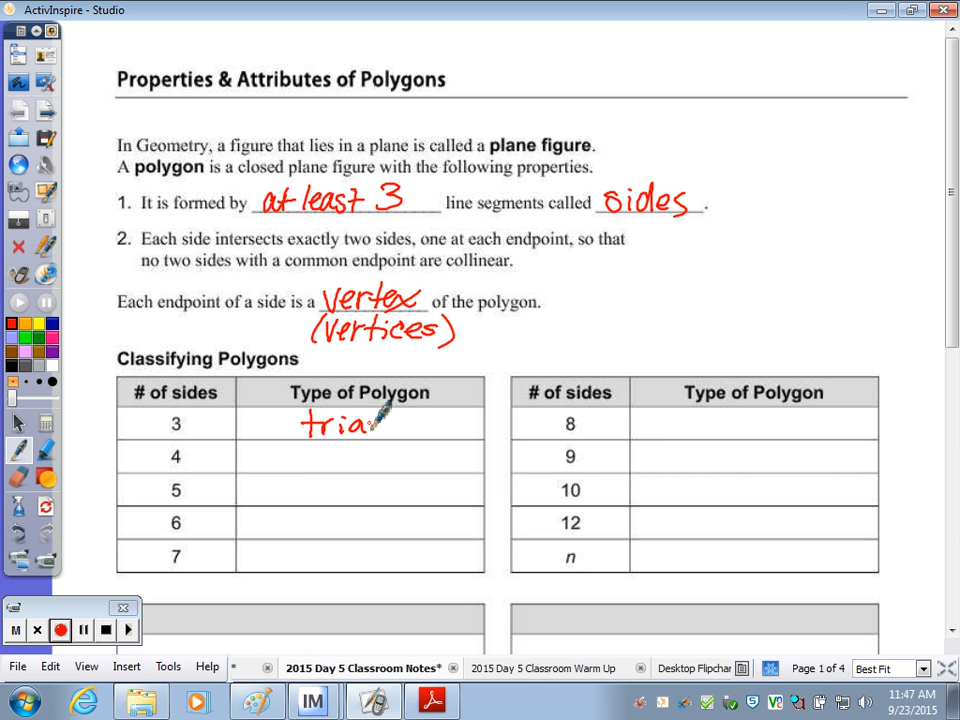 ActivInspire - Studio
Properties & Attributes of Polygons
In Geometry, a figure that lies in a plane is called a plane figure.
A polygon is a closed plane figure with the following properties.
1. It is formed by at least 3 line segments called sides.
2. Each side intersects exactly two sides, one at each endpoint, so that
no two sides with a common endpoint are collinear.
Each endpoint of a side is a vertex of the polygon.
(vertices)
Classifying Polygons
# of sides Type of Polygon
3 tria
4
5
6
7
# of sides Type of Polygon
8
9
10
12
n
M
File Edit View Insert Tools Help
2015 Day 5 Classroom Notes* 2015 Day 5 Classroom Warm Up Desktop Flipchar Page 1 of 4 Best Fit
IM
11:47 AM
9/23/2015